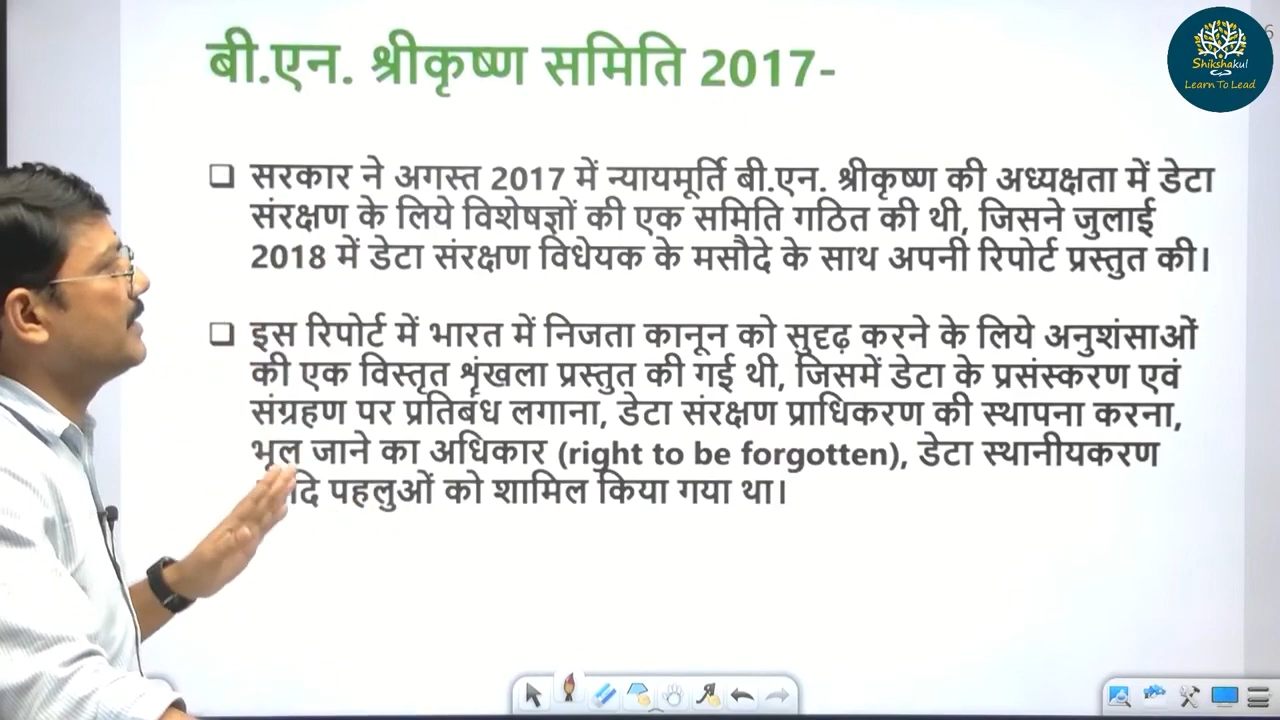 बी.एन. श्रीकृष्ण समिति 2017-
Shikshakul
Learn To Lead
6
सरकार ने अगस्त 2017 में न्यायमूर्ति बी.एन. श्रीकृष्ण की अध्यक्षता में डेटा
संरक्षण के लिये विशेषज्ञों की एक समिति गठित की थी, जिसने जुलाई
2018 में डेटा संरक्षण विधेयक के मसौदे के साथ अपनी रिपोर्ट प्रस्तुत की।
इस रिपोर्ट में भारत में निजता कानून को सुदृढ़ करने के लिये अनुशंसाओं
की एक विस्तृत शृंखला प्रस्तुत की गई थी, जिसमें डेटा के प्रसंस्करण एवं
संग्रहण पर प्रतिबंध लगाना, डेटा संरक्षण प्राधिकरण की स्थापना करना,
भूल जाने का अधिकार (right to be forgotten), डेटा स्थानीयकरण
पहलुओं को शामिल किया गया था।